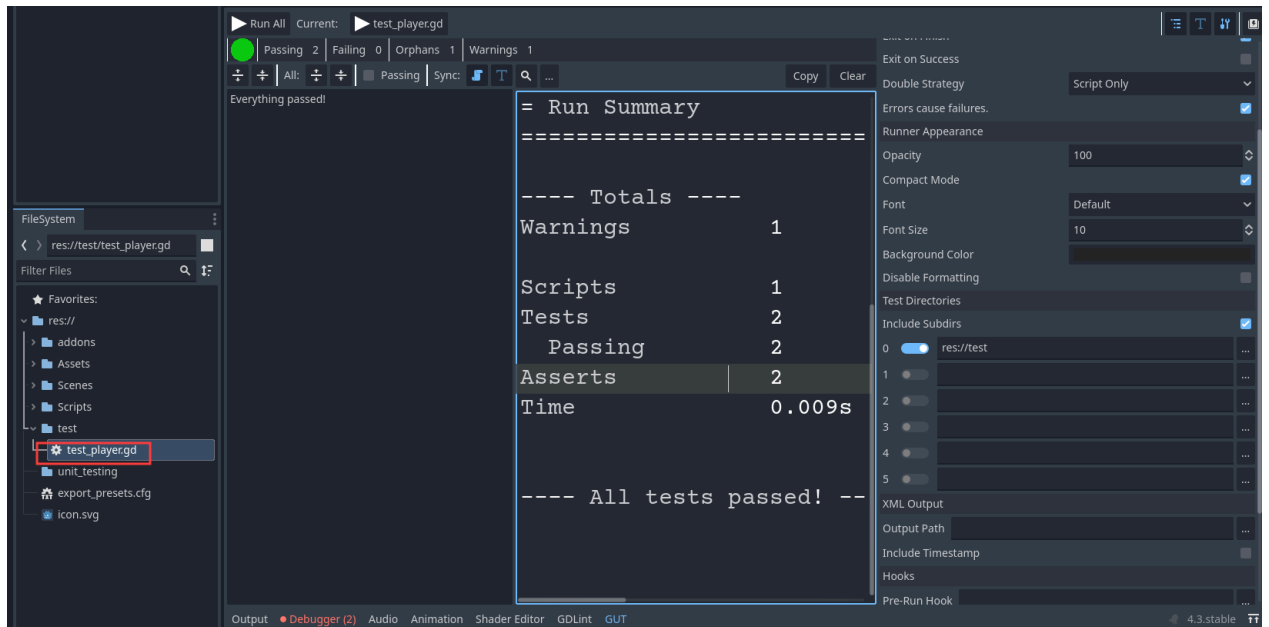 Run All Current: test_player.gd
Passing 2 Failing 0 Orphans 1 Warnings 1
All: Passing Sync: T ... Copy Clear
Everything passed!
= Run Summary
=========================
---- Totals ----
Warnings 1
Scripts 1
Tests 2
Passing 2
Asserts 2
Time 0.009s
---- All tests passed! --
T
Exit on Success
Double Strategy Script Only
Errors cause failures.
Runner Appearance
Opacity 100
Compact Mode
Font Default
Font Size 10
Background Color
Disable Formatting
Test Directories
Include Subdirs
0 res://test ...
1 ...
2 ...
3 ...
4 ...
5 ...
XML Output
Output Path ...
Include Timestamp
Hooks
Pre-Run Hook
FileSystem
res://test/test_player.gd
Filter Files
Favorites:
res://
addons
Assets
Scenes
Scripts
test
test_player.gd
unit_testing
export_presets.cfg
icon.svg
Output Debugger (2) Audio Animation Shader Editor GDLint GUT
4.3.stable